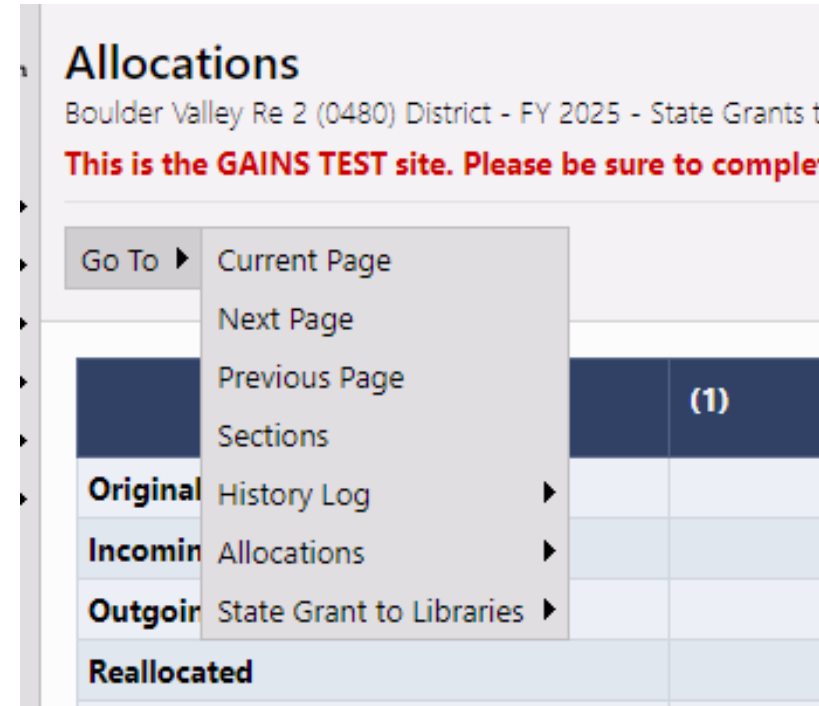 Allocations
Boulder Valley Re 2 (0480) District - FY 2025 - State Grants
This is the GAINS TEST site. Please be sure to
Go To
Current Page
Next Page
Previous Page
Sections
History Log
Allocations
State Grant to Libraries
(1)
Original
Incomin
Outgoin
Reallocated